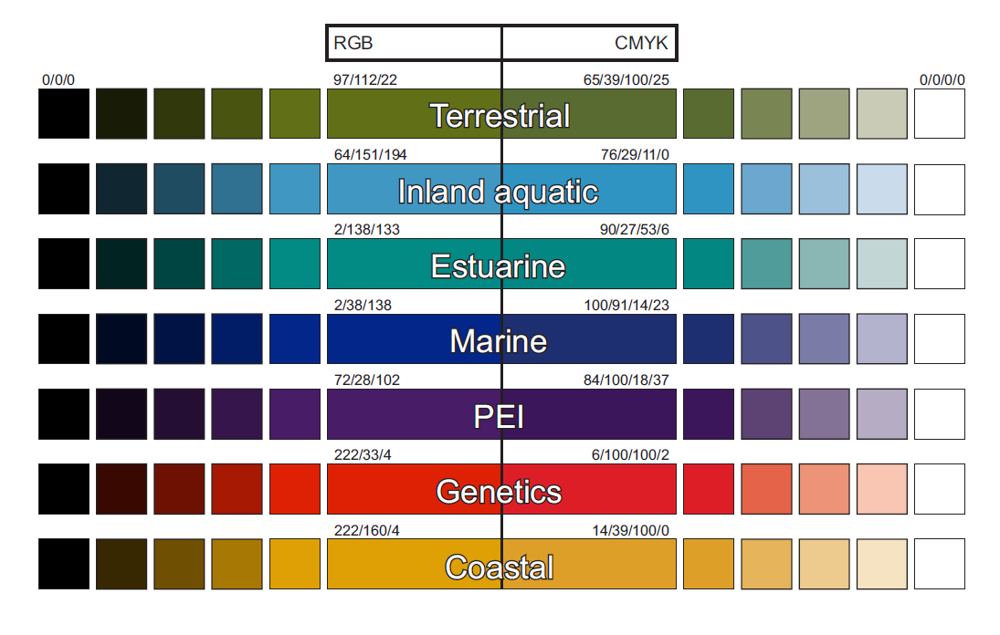 RGB CMYK
0/0/0 97/112/22 65/39/100/25 0/0/0/0
Terrestrial
64/151/194 76/29/11/0
Inland aquatic
2/138/133 90/27/53/6
Estuarine
2/38/138 100/91/14/23
Marine
72/28/102 84/100/18/37
PEI
222/33/4 6/100/100/2
Genetics
222/160/4 14/39/100/0
Coastal